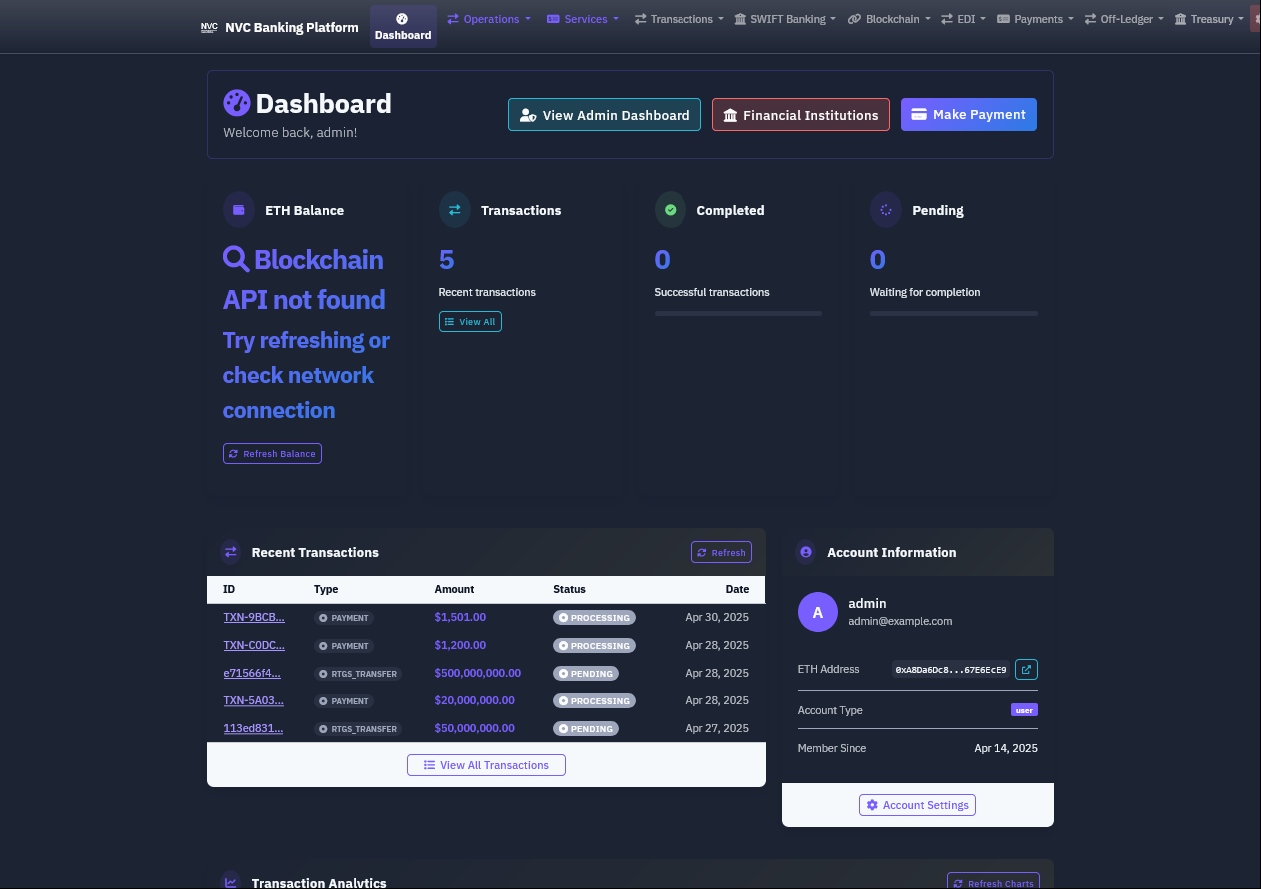 NVC NVC Banking Platform Dashboard Operations Services Transactions SWIFT Banking Blockchain EDI Payments Off-Ledger Treasury
Dashboard
Welcome back, admin!
View Admin Dashboard Financial Institutions Make Payment
ETH Balance
Blockchain
API not found
Try refreshing or
check network
connection
Refresh Balance
Transactions
5
Recent transactions
View All
Completed
0
Successful transactions
Pending
0
Waiting for completion
Recent Transactions Refresh
ID Type Amount Status Date
TXN-9BCB... PAYMENT $1,501.00 PROCESSING Apr 30, 2025
TXN-C0DC... PAYMENT $1,200.00 PROCESSING Apr 28, 2025
e71566f4... RTGS_TRANSFER $500,000,000.00 PENDING Apr 28, 2025
TXN-5A03... PAYMENT $20,000,000.00 PROCESSING Apr 28, 2025
113ed831... RTGS_TRANSFER $50,000,000.00 PENDING Apr 27, 2025
View All Transactions
Account Information
A
admin
admin@example.com
ETH Address 0xA8Da6Dc8...67E6EcE9
Account Type user
Member Since Apr 14, 2025
Account Settings
Transaction Analytics Refresh Charts